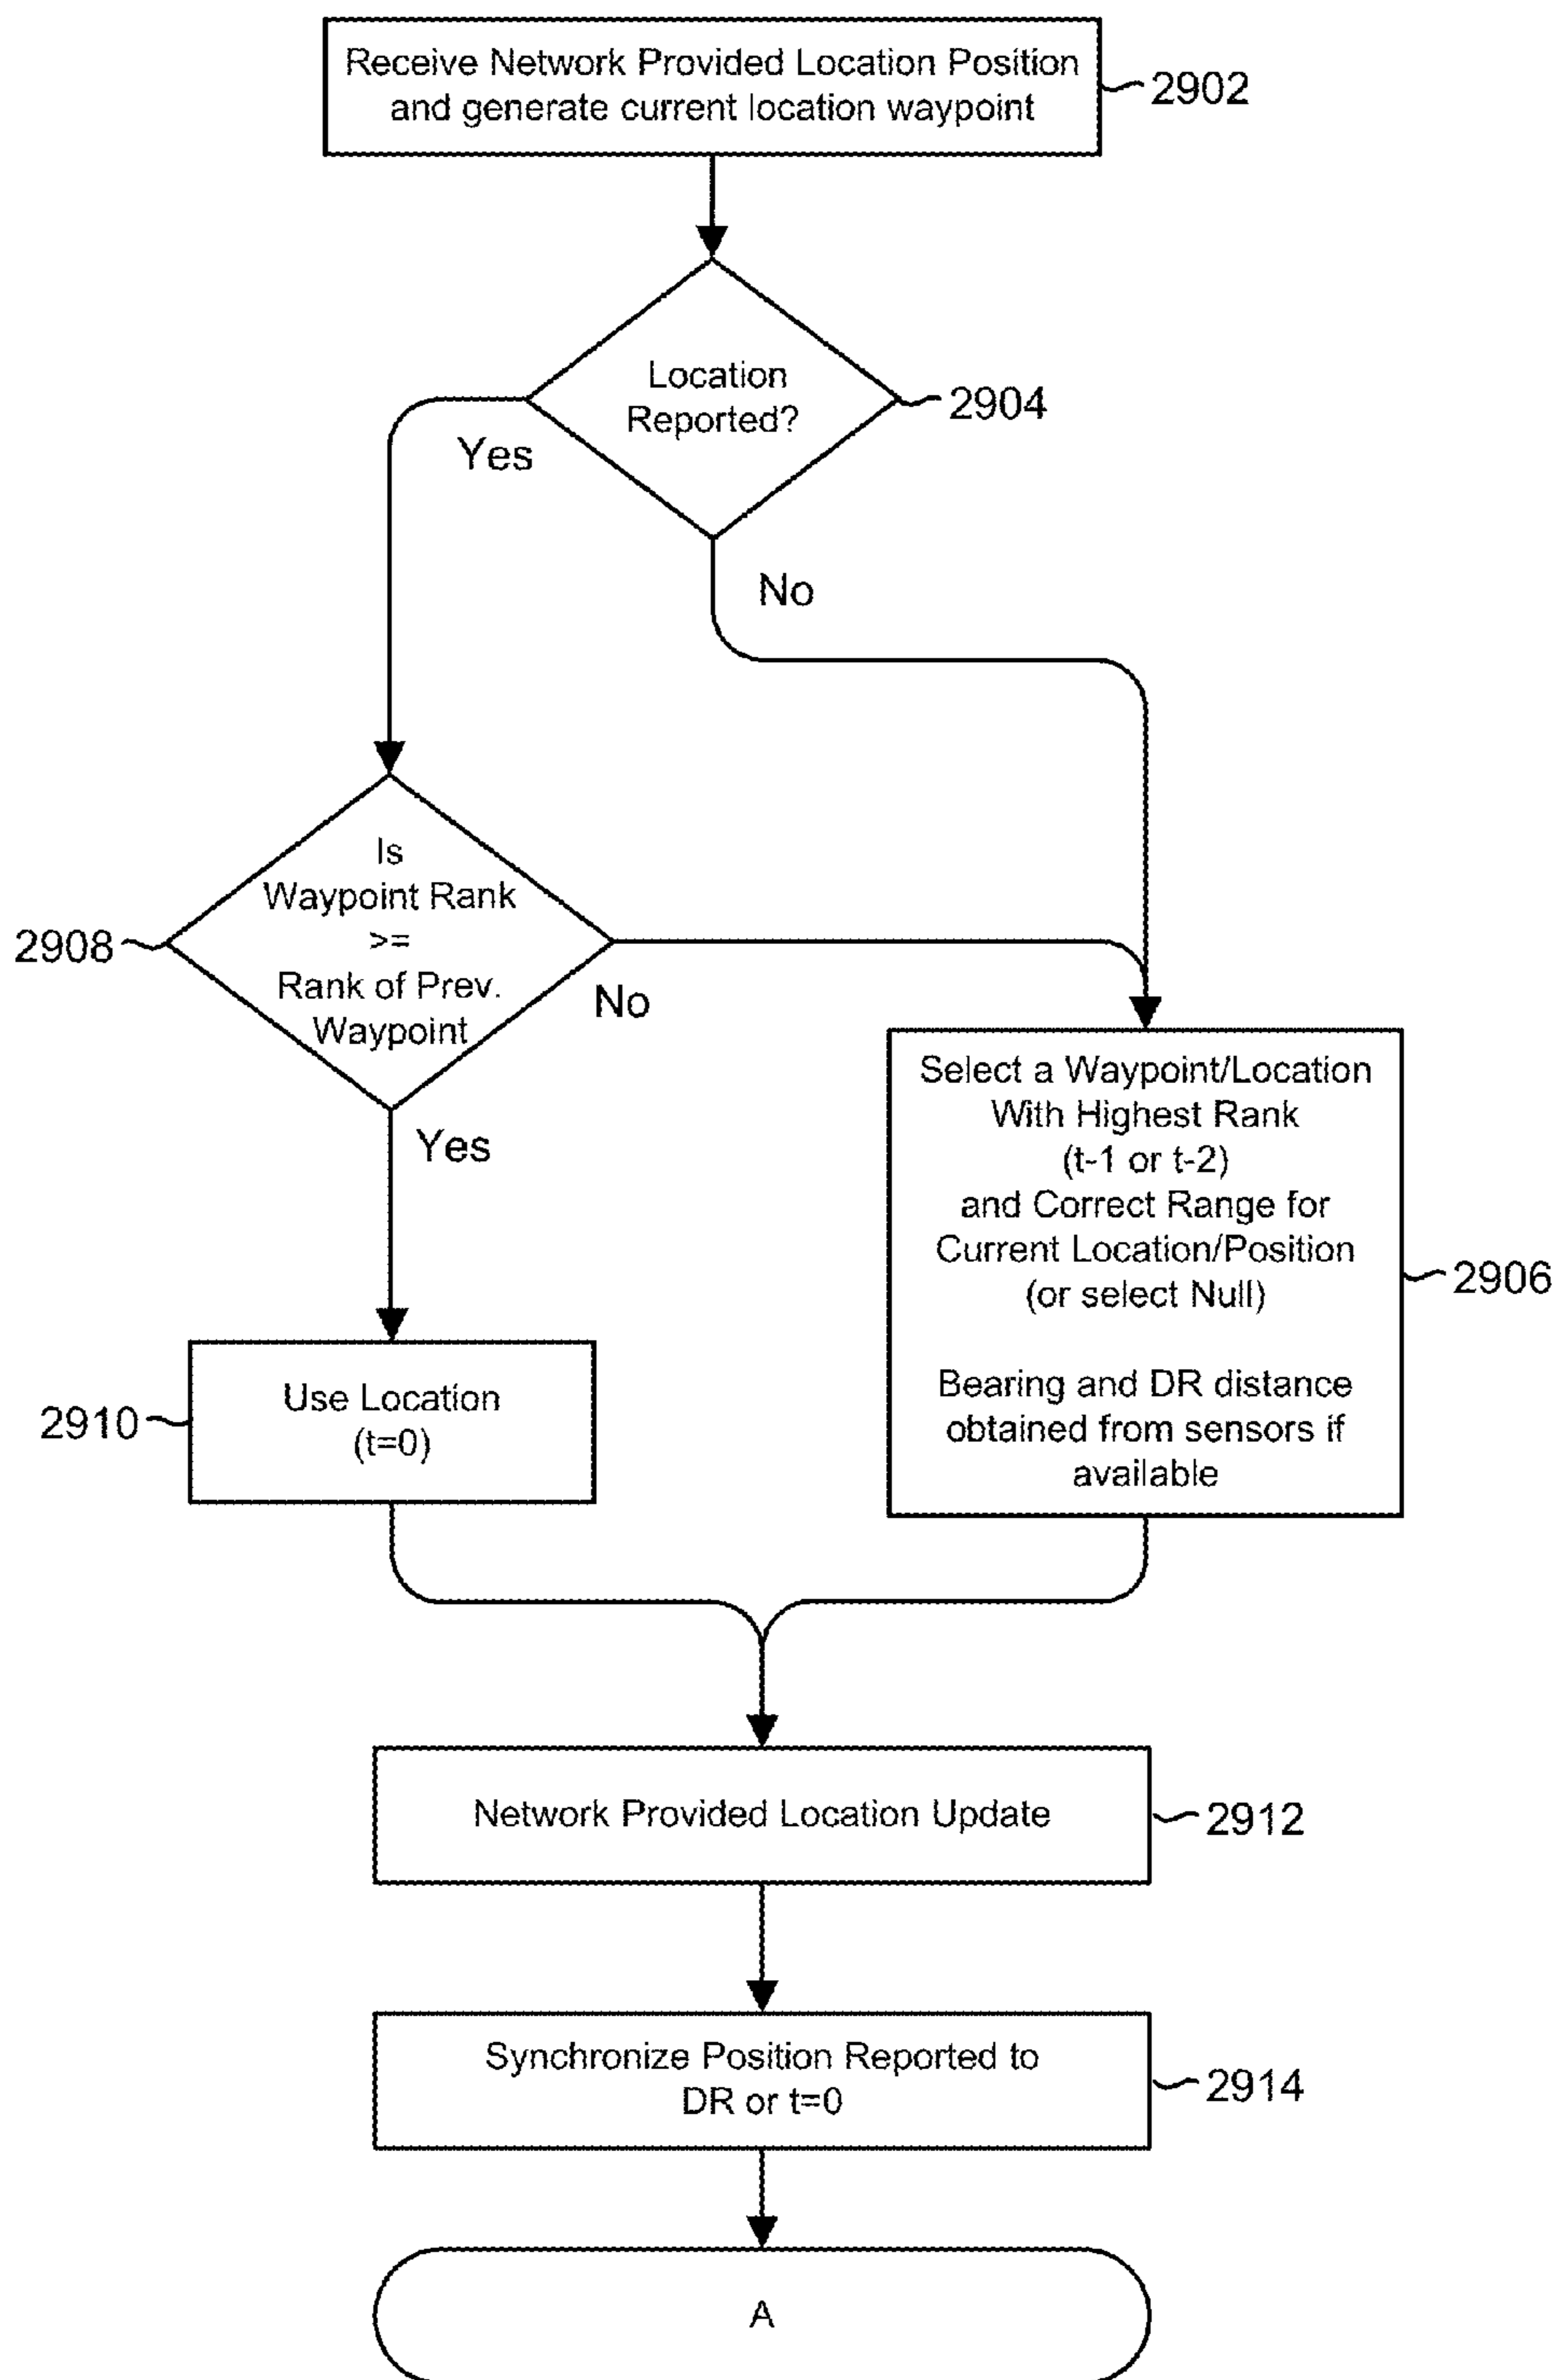 Receive Network Provided Location Position
and generate current location waypoint
2902
Location
Reported?
2904
Yes
No
Is
Waypoint Rank
>=
Rank of Prev.
Waypoint
2908
No
Yes
Select a Waypoint/Location
With Highest Rank
(t-1 or t-2)
and Correct Range for
Current Location/Position
(or select Null)
Bearing and DR distance
obtained from sensors if
available
2906
Use Location
(t=0)
2910
Network Provided Location Update
2912
Synchronize Position Reported to
DR or t=0
2914
A